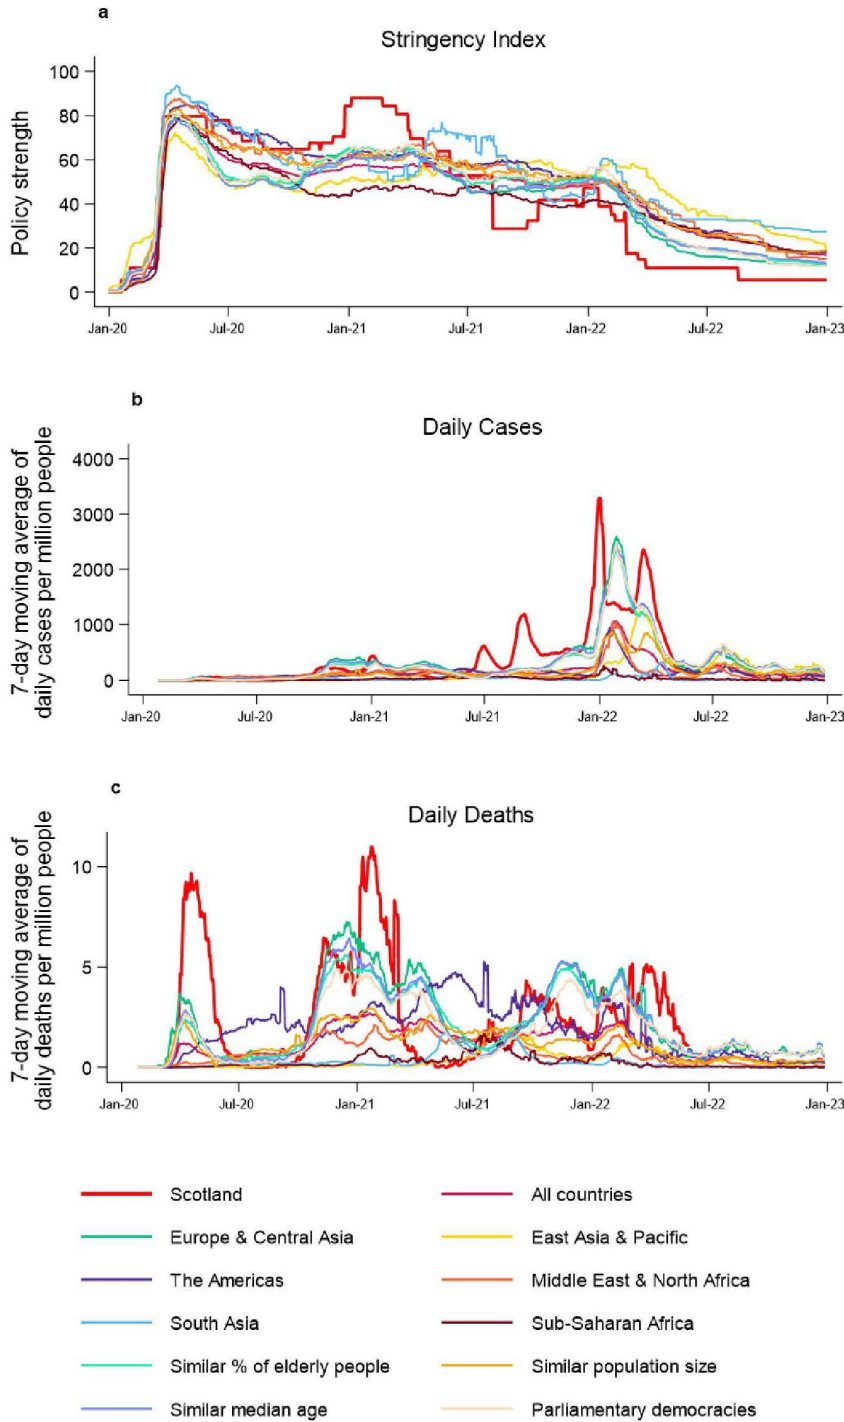 a
Stringency Index
Policy strength
100
80
60
40
20
0
Jan-20
Jul-20
Jan-21
Jul-21
Jan-22
Jul-22
Jan-23
b
Daily Cases
7-day moving average of
daily cases per million people
4000
3000
2000
1000
0
Jan-20
Jul-20
Jan-21
Jul-21
Jan-22
Jul-22
Jan-23
c
Daily Deaths
7-day moving average of
daily deaths per million people
10
5
0
Jan-20
Jul-20
Jan-21
Jul-21
Jan-22
Jul-22
Jan-23
Scotland
All countries
Europe & Central Asia
East Asia & Pacific
The Americas
Middle East & North Africa
South Asia
Sub-Saharan Africa
Similar % of elderly people
Similar population size
Similar median age
Parliamentary democracies